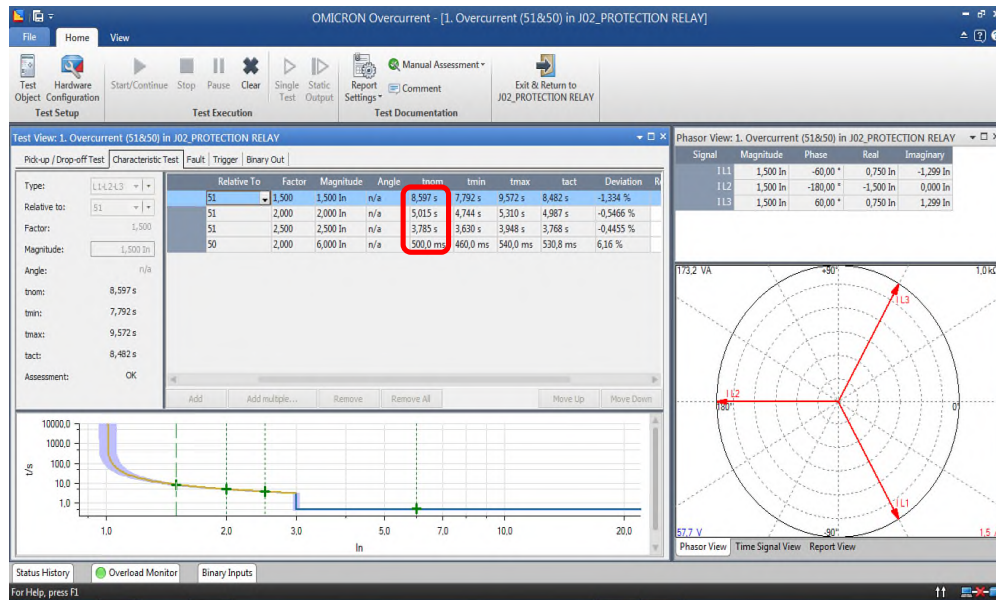 OMICRON Overcurrent - [1. Overcurrent (51&50) in J02_PROTECTION RELAY]
File Home View
Test Object
Hardware Configuration
Start/Continue
Stop
Pause
Clear
Single Test
Static Output
Report Settings
Manual Assessment
Comment
Exit & Return to J02_PROTECTION RELAY
Test Setup Test Execution Test Documentation
Test View: 1. Overcurrent (51&50) in J02_PROTECTION RELAY
Pick-up / Drop-off Test Characteristic Test Fault Trigger Binary Out
Type: L1-L2-L3
Relative to: 51
Factor: 1,500
Magnitude: 1,500 In
Angle: n/a
tnom: 8,597 s
tmin: 7,792 s
tmax: 9,572 s
tact: 8,482 s
Assessment: OK
Relative To Factor Magnitude Angle tnom tmin tmax tact Deviation
51 1,500 1,500 In n/a 8,597 s 7,792 s 9,572 s 8,482 s -1,334 %
51 2,000 2,000 In n/a 5,015 s 4,744 s 5,310 s 4,987 s -0,5466 %
51 2,500 2,500 In n/a 3,785 s 3,630 s 3,948 s 3,768 s -0,4455 %
50 2,000 6,000 In n/a 500,0 ms 460,0 ms 540,0 ms 530,8 ms 6,16 %
Add Add multiple... Remove Remove All Move Up Move Down
t/s
10000,0
1000,0
100,0
10,0
1,0
1,0 2,0 3,0 5,0 7,0 10,0 20,0
In
Phasor View: 1. Overcurrent (51&50) in J02_PROTECTION RELAY
Signal Magnitude Phase Real Imaginary
I L1 1,500 In -60,00 ° 0,750 In -1,299 In
I L2 1,500 In -180,00 ° -1,500 In 0,000 In
I L3 1,500 In 60,00 ° 0,750 In 1,299 In
173,2 VA +90° 1,0 kΩ
I L3
I L2
180° 0°
I L1
57,7 V -90° 1,5
Phasor View Time Signal View Report View
Status History Overload Monitor Binary Inputs
For Help, press F1